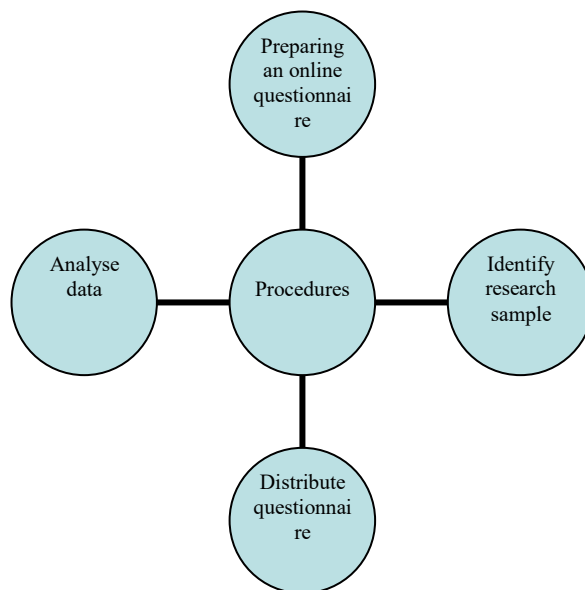 Preparing
an online
questionnai
re
Analyse
data
Procedures
Identify
research
sample
Distribute
questionnai
re